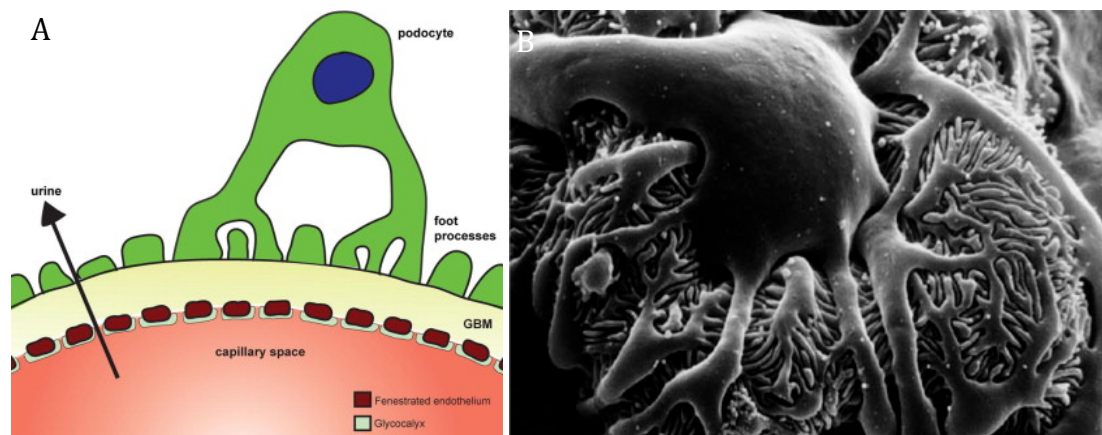 A
podocyte
urine
foot
processes
GBM
capillary space
Fenestrated endothelium
Glycocalyx
B